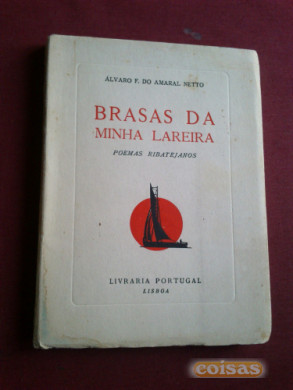 ÁLVARO F. DO AMARAL NETTO
BRASAS DA
MINHA LAREIRA
POEMAS RIBATEJANOS
LIVRARIA PORTUGAL
LISBOA
coisas